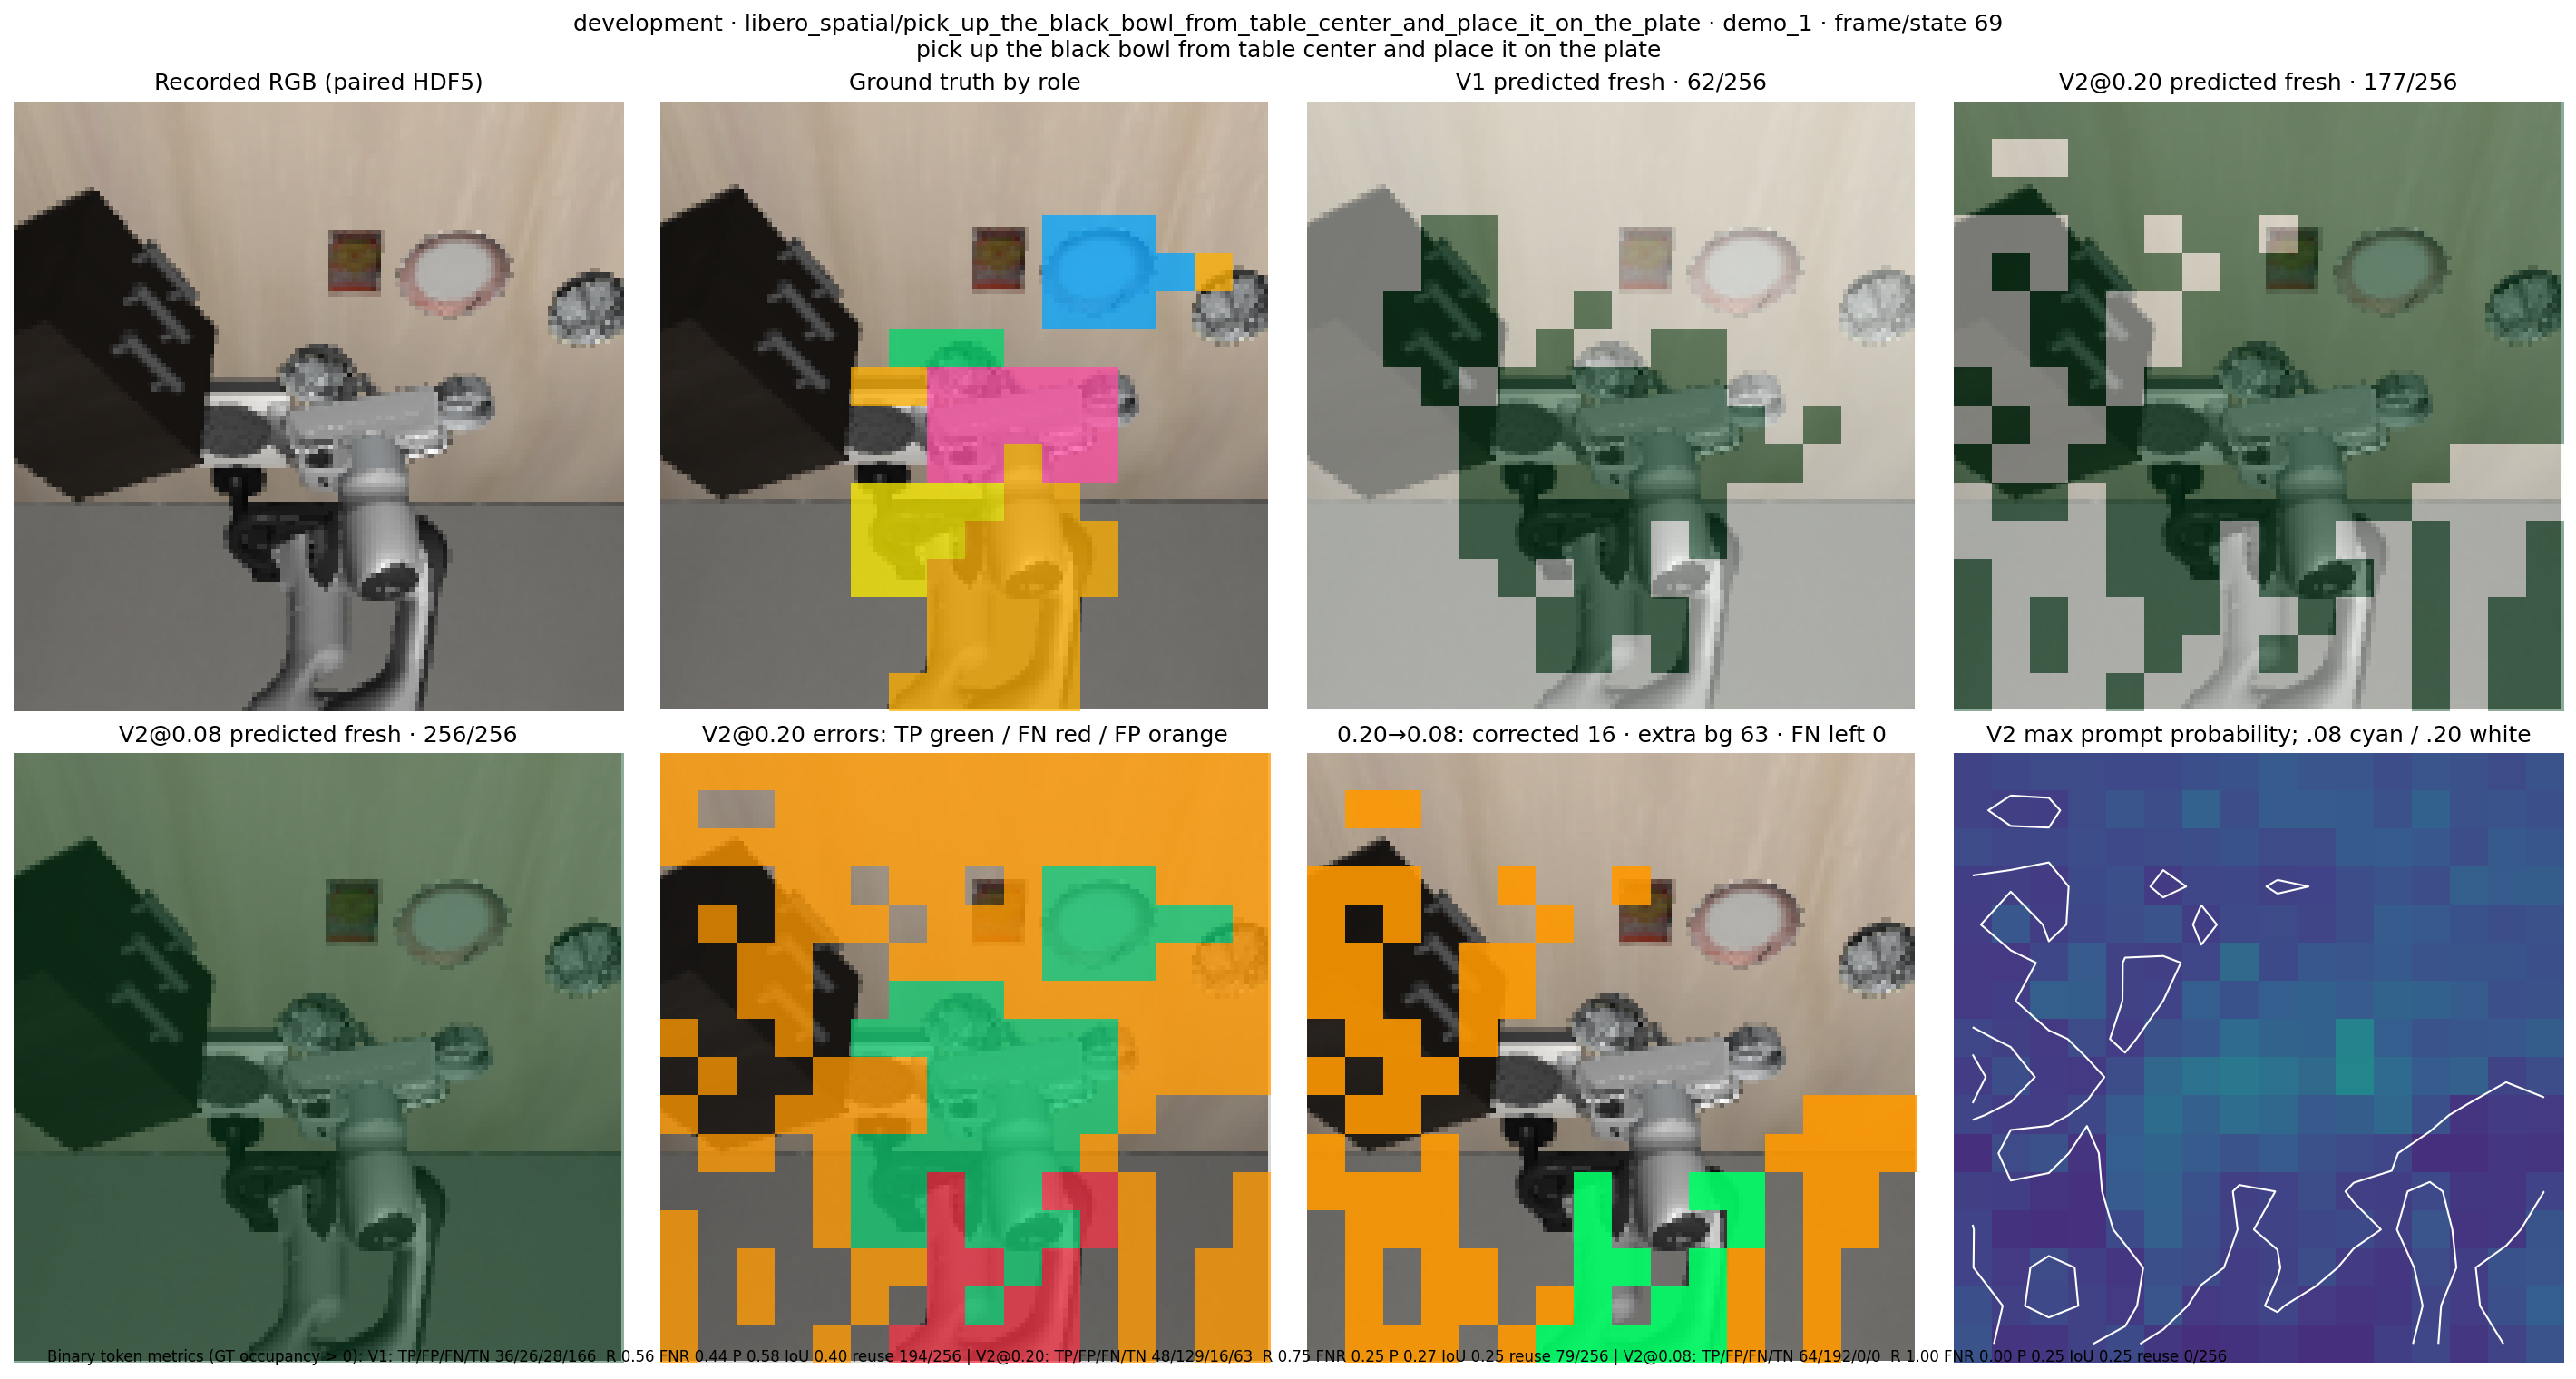 development · libero_spatial/pick_up_the_black_bowl_from_table_center_and_place_it_on_the_plate · demo_1 · frame/state 69
pick up the black bowl from table center and place it on the plate
Recorded RGB (paired HDF5)
Ground truth by role
V1 predicted fresh · 62/256
V2@0.20 predicted fresh · 177/256
V2@0.08 predicted fresh · 256/256
V2@0.20 errors: TP green / FN red / FP orange
0.20→0.08: corrected 16 · extra bg 63 · FN left 0
V2 max prompt probability; .08 cyan / .20 white
Binary token metrics (GT occupancy > 0): V1: TP/FP/FN/TN 36/26/28/166  R 0.56 FNR 0.44 P 0.58 IoU 0.40 reuse 194/256 | V2@0.20: TP/FP/FN/TN 48/129/16/63  R 0.75 FNR 0.25 P 0.27 IoU 0.25 reuse 79/256 | V2@0.08: TP/FP/FN/TN 64/192/0/0  R 1.00 FNR 0.00 P 0.25 IoU 0.25 reuse 0/256